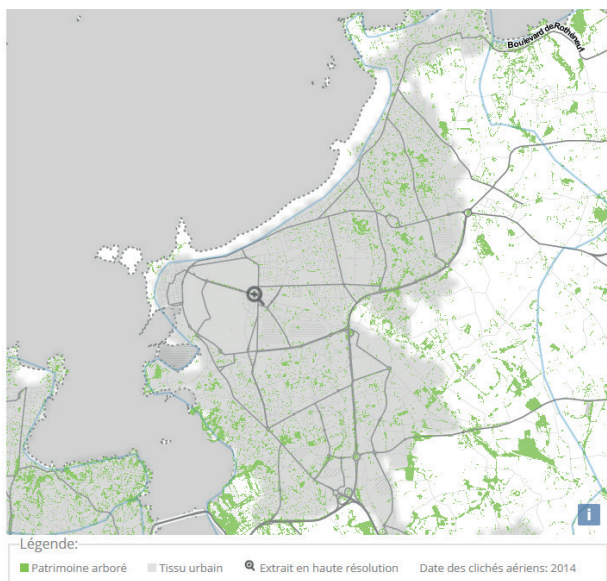 Boulevard de Rothéneuf
i
Légende:
Patrimoine arboré Tissu urbain Extrait en haute résolution Date des clichés aériens: 2014